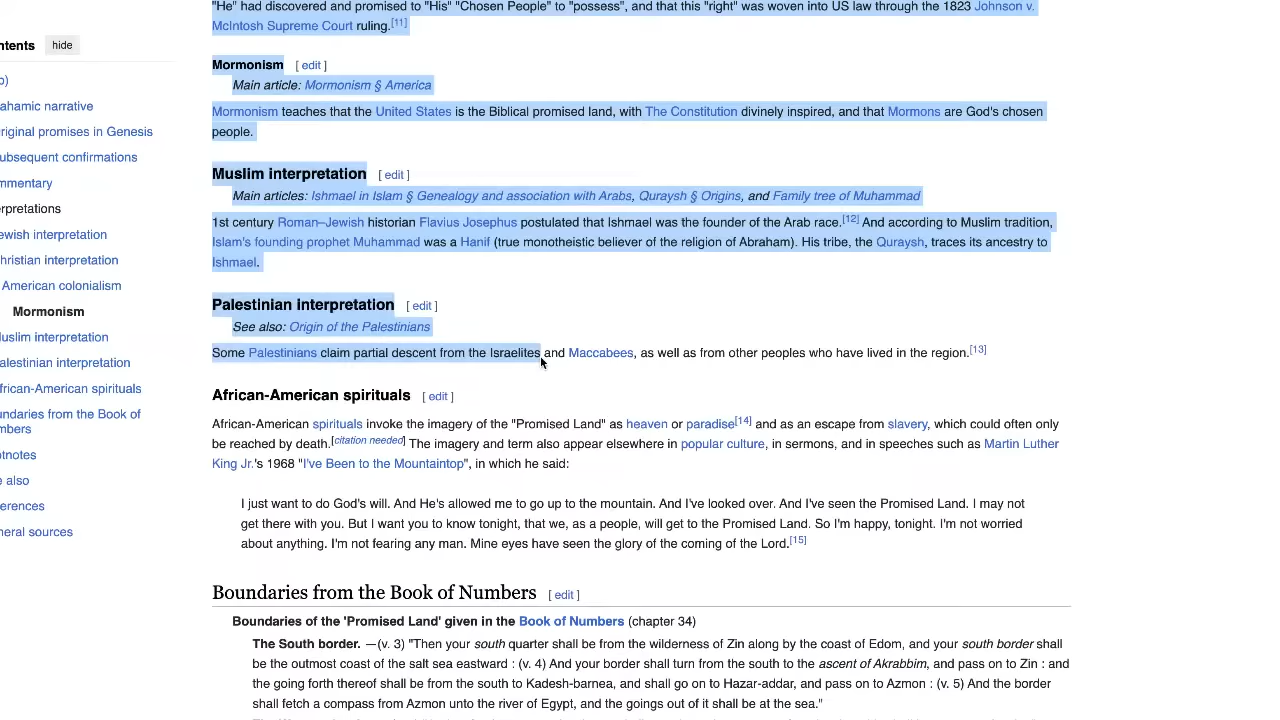 "He" had discovered and promised to "His" "Chosen People" to "possess", and that this "right" was woven into US law through the 1823 Johnson v.
McIntosh Supreme Court ruling.[11]
ntents hide
Mormonism [ edit ]
Main article: Mormonism § America
Mormonism teaches that the United States is the Biblical promised land, with The Constitution divinely inspired, and that Mormons are God's chosen
people.
Muslim interpretation [ edit ]
Main articles: Ishmael in Islam § Genealogy and association with Arabs, Quraysh § Origins, and Family tree of Muhammad
1st century Roman–Jewish historian Flavius Josephus postulated that Ishmael was the founder of the Arab race.[12] And according to Muslim tradition,
Islam's founding prophet Muhammad was a Hanif (true monotheistic believer of the religion of Abraham). His tribe, the Quraysh, traces its ancestry to
Ishmael.
Palestinian interpretation [ edit ]
See also: Origin of the Palestinians
Some Palestinians claim partial descent from the Israelites and Maccabees, as well as from other peoples who have lived in the region.[13]
African-American spirituals [ edit ]
African-American spirituals invoke the imagery of the "Promised Land" as heaven or paradise[14] and as an escape from slavery, which could often only
be reached by death.[citation needed] The imagery and term also appear elsewhere in popular culture, in sermons, and in speeches such as Martin Luther
King Jr.'s 1968 "I've Been to the Mountaintop", in which he said:
I just want to do God's will. And He's allowed me to go up to the mountain. And I've looked over. And I've seen the Promised Land. I may not
get there with you. But I want you to know tonight, that we, as a people, will get to the Promised Land. So I'm happy, tonight. I'm not worried
about anything. I'm not fearing any man. Mine eyes have seen the glory of the coming of the Lord.[15]
Boundaries from the Book of Numbers [ edit ]
Boundaries of the 'Promised Land' given in the Book of Numbers (chapter 34)
The South border. —(v. 3) "Then your south quarter shall be from the wilderness of Zin along by the coast of Edom, and your south border shall
be the outmost coast of the salt sea eastward : (v. 4) And your border shall turn from the south to the ascent of Akrabbim, and pass on to Zin : and
the going forth thereof shall be from the south to Kadesh-barnea, and shall go on to Hazar-addar, and pass on to Azmon : (v. 5) And the border
shall fetch a compass from Azmon unto the river of Egypt, and the goings out of it shall be at the sea."
p)
ahamic narrative
riginal promises in Genesis
ubsequent confirmations
mmentary
erpretations
ewish interpretation
hristian interpretation
American colonialism
Mormonism
uslim interpretation
alestinian interpretation
frican-American spirituals
undaries from the Book of
mbers
otnotes
e also
erences
neral sources